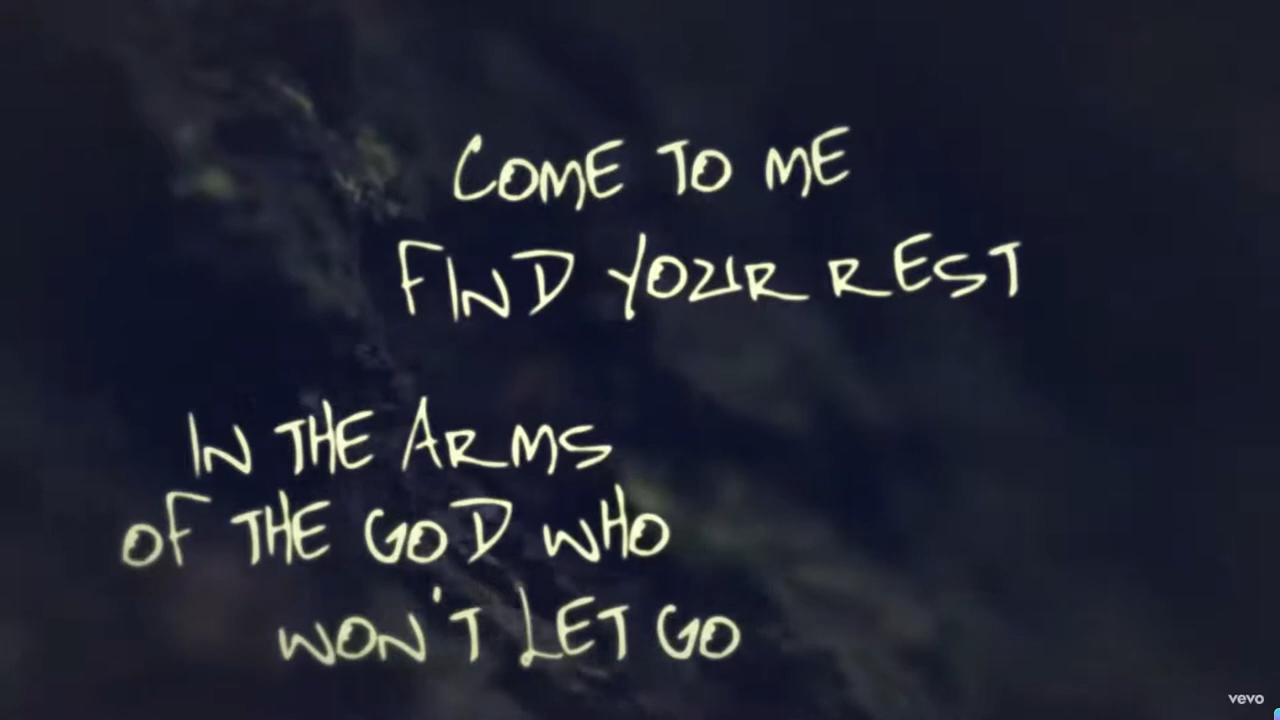 COME TO ME
FIND YOUR REST
IN THE ARMS
OF THE GOD WHO
WON'T LET GO
vevo